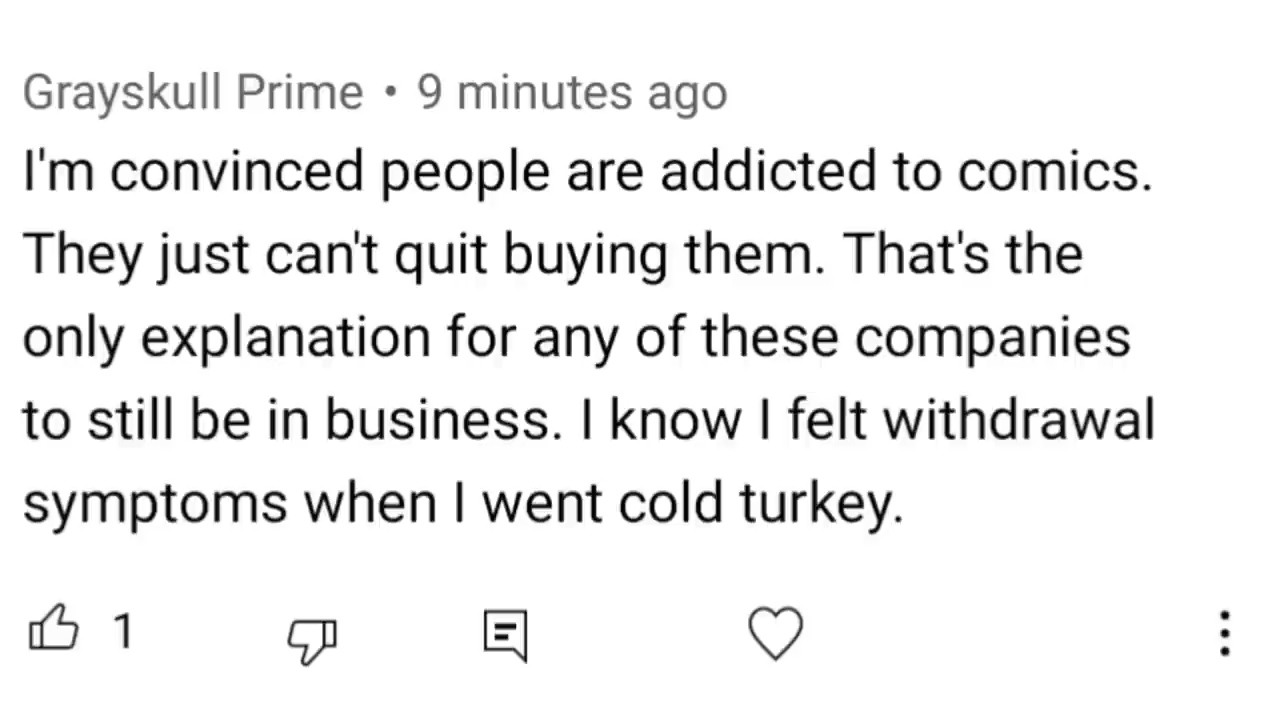 Grayskull Prime • 9 minutes ago
I'm convinced people are addicted to comics.
They just can't quit buying them. That's the
only explanation for any of these companies
to still be in business. I know I felt withdrawal
symptoms when I went cold turkey.
1